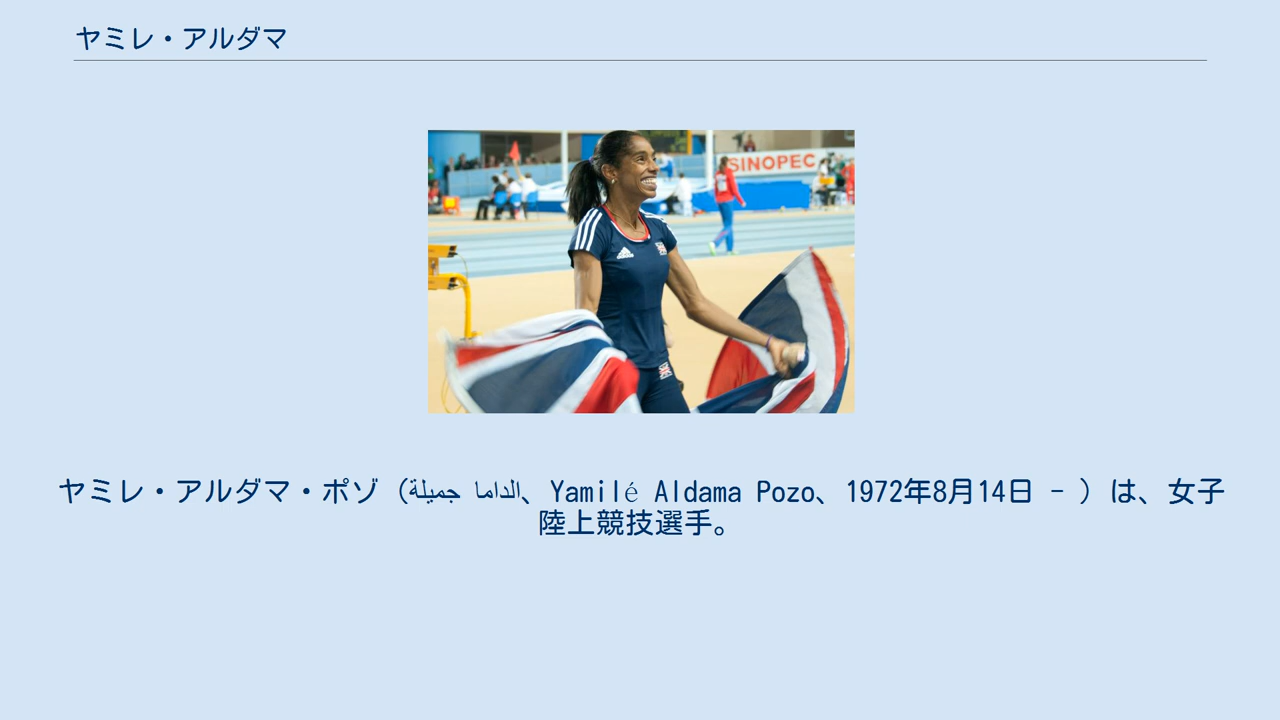 ヤミレ・アルダマ
SINOPEC
adidas
ヤミレ・アルダマ・ポゾ（جميلة الداما、Yamilé Aldama Pozo、1972年8月14日 - ）は、女子
陸上競技選手。